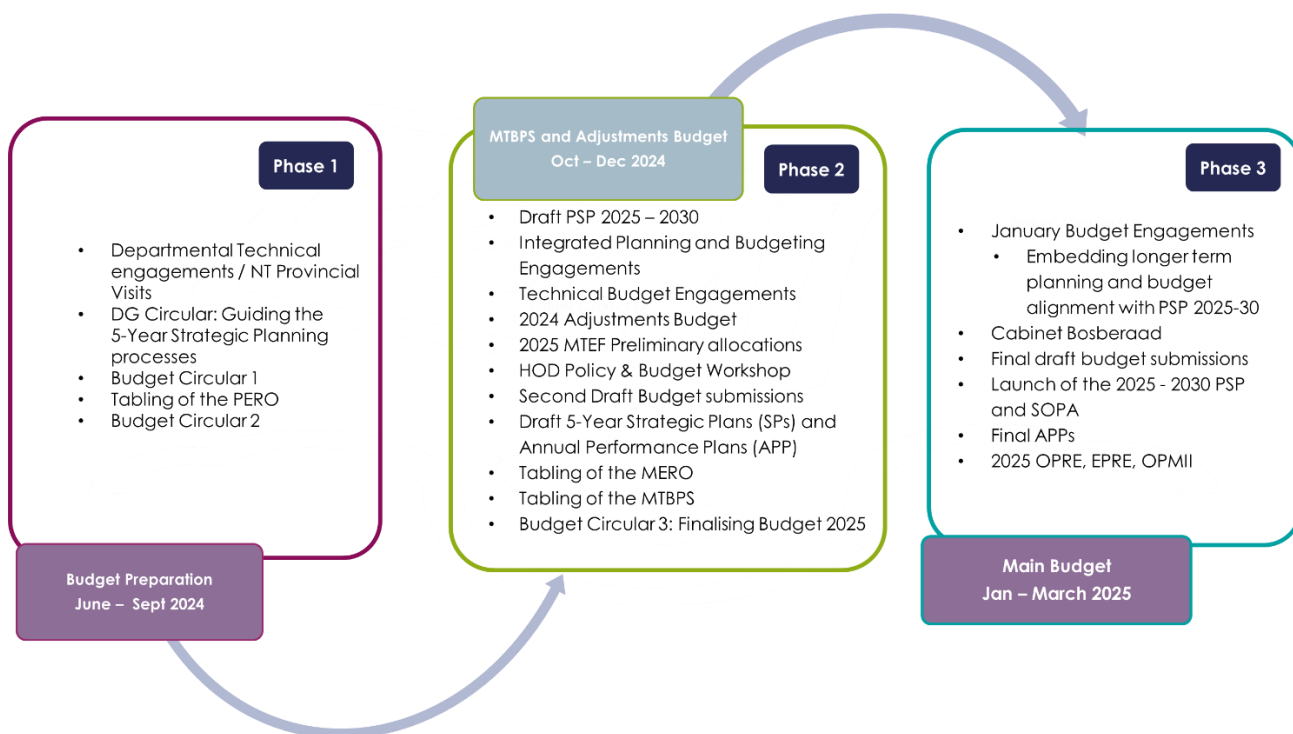 Phase 1
• Departmental Technical
engagements / NT Provincial
Visits
• DG Circular: Guiding the
5-Year Strategic Planning
processes
• Budget Circular 1
• Tabling of the PERO
• Budget Circular 2
Budget Preparation
June – Sept 2024
MTBPS and Adjustments Budget
Oct – Dec 2024
Phase 2
• Draft PSP 2025 – 2030
• Integrated Planning and Budgeting
Engagements
• Technical Budget Engagements
• 2024 Adjustments Budget
• 2025 MTEF Preliminary allocations
• HOD Policy & Budget Workshop
• Second Draft Budget submissions
• Draft 5-Year Strategic Plans (SPs) and
Annual Performance Plans (APP)
• Tabling of the MERO
• Tabling of the MTBPS
• Budget Circular 3: Finalising Budget 2025
Phase 3
• January Budget Engagements
• Embedding longer term
planning and budget
alignment with PSP 2025-30
• Cabinet Bosberaad
• Final draft budget submissions
• Launch of the 2025 - 2030 PSP
and SOPA
• Final APPs
• 2025 OPRE, EPRE, OPMII
Main Budget
Jan – March 2025